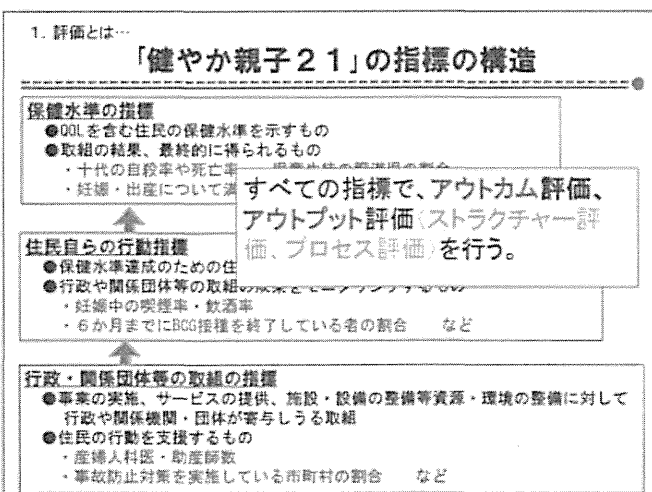 1. 評価とは…
「健やか親子21」の指標の構造
保健水準の指標
●QOLを含む住民の保健水準を示すもの
●取組の結果、最終的に得られるもの
・十代の自殺率や死亡率
・妊娠・出産について満
すべての指標で、アウトカム評価、
アウトプット評価(ストラクチャー評
価、プロセス評価)を行う。
住民自らの行動指標
●保健水準達成のための住
●行政や関係団体等の取組の成果をモニタリングするもの
・妊娠中の喫煙率・飲酒率
・6か月までにBCG接種を終了している者の割合 など
行政・関係団体等の取組の指標
●事業の実施、サービスの提供、施設・設備の整備等資源・環境の整備に対して
行政や関係機関・団体が寄与しうる取組
●住民の行動を支援するもの
・産婦人科医・助産師数
・事故防止対策を実施している市町村の割合 など